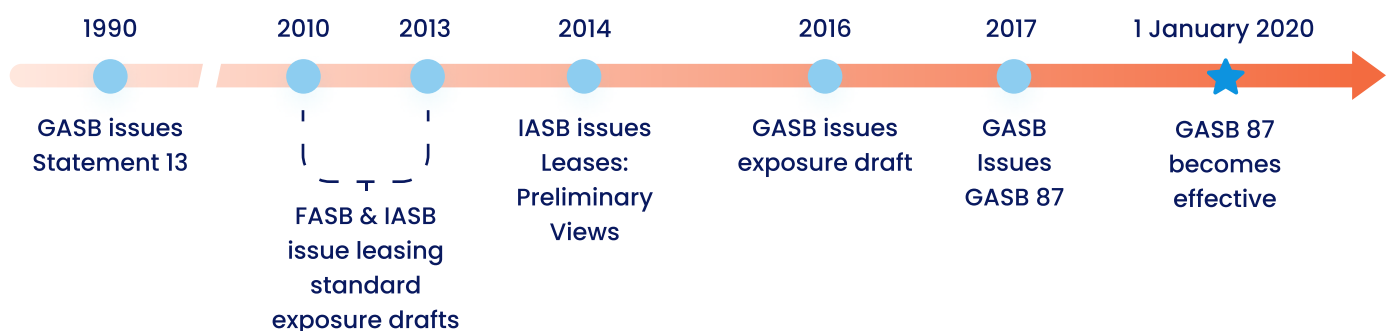 1990
2010
2013
2014
2016
2017
1 January 2020
GASB issues
Statement 13
FASB & IASB
issue leasing
standard
exposure drafts
IASB issues
Leases:
Preliminary
Views
GASB issues
exposure draft
GASB
Issues
GASB 87
GASB 87
becomes
effective